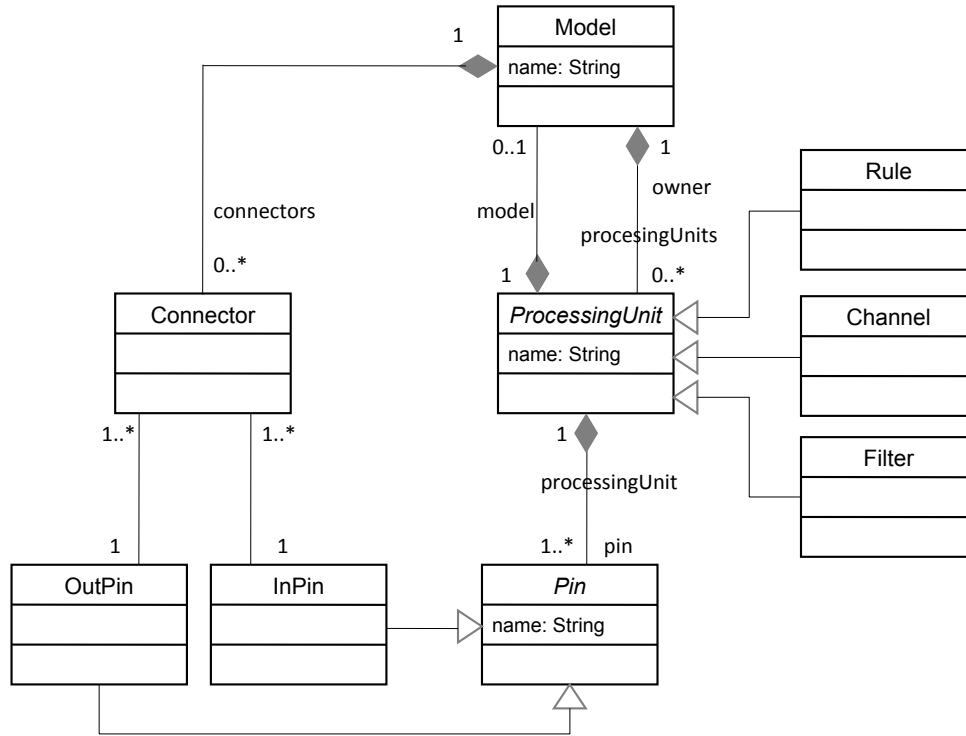 Model
1
name: String
0..1
1
owner
Rule
connectors
model
procesingUnits
0..*
1
0..*
Connector
ProcessingUnit
Channel
name: String
1..*
1..*
1
Filter
processingUnit
1
1
1..*
pin
OutPin
InPin
Pin
name: String